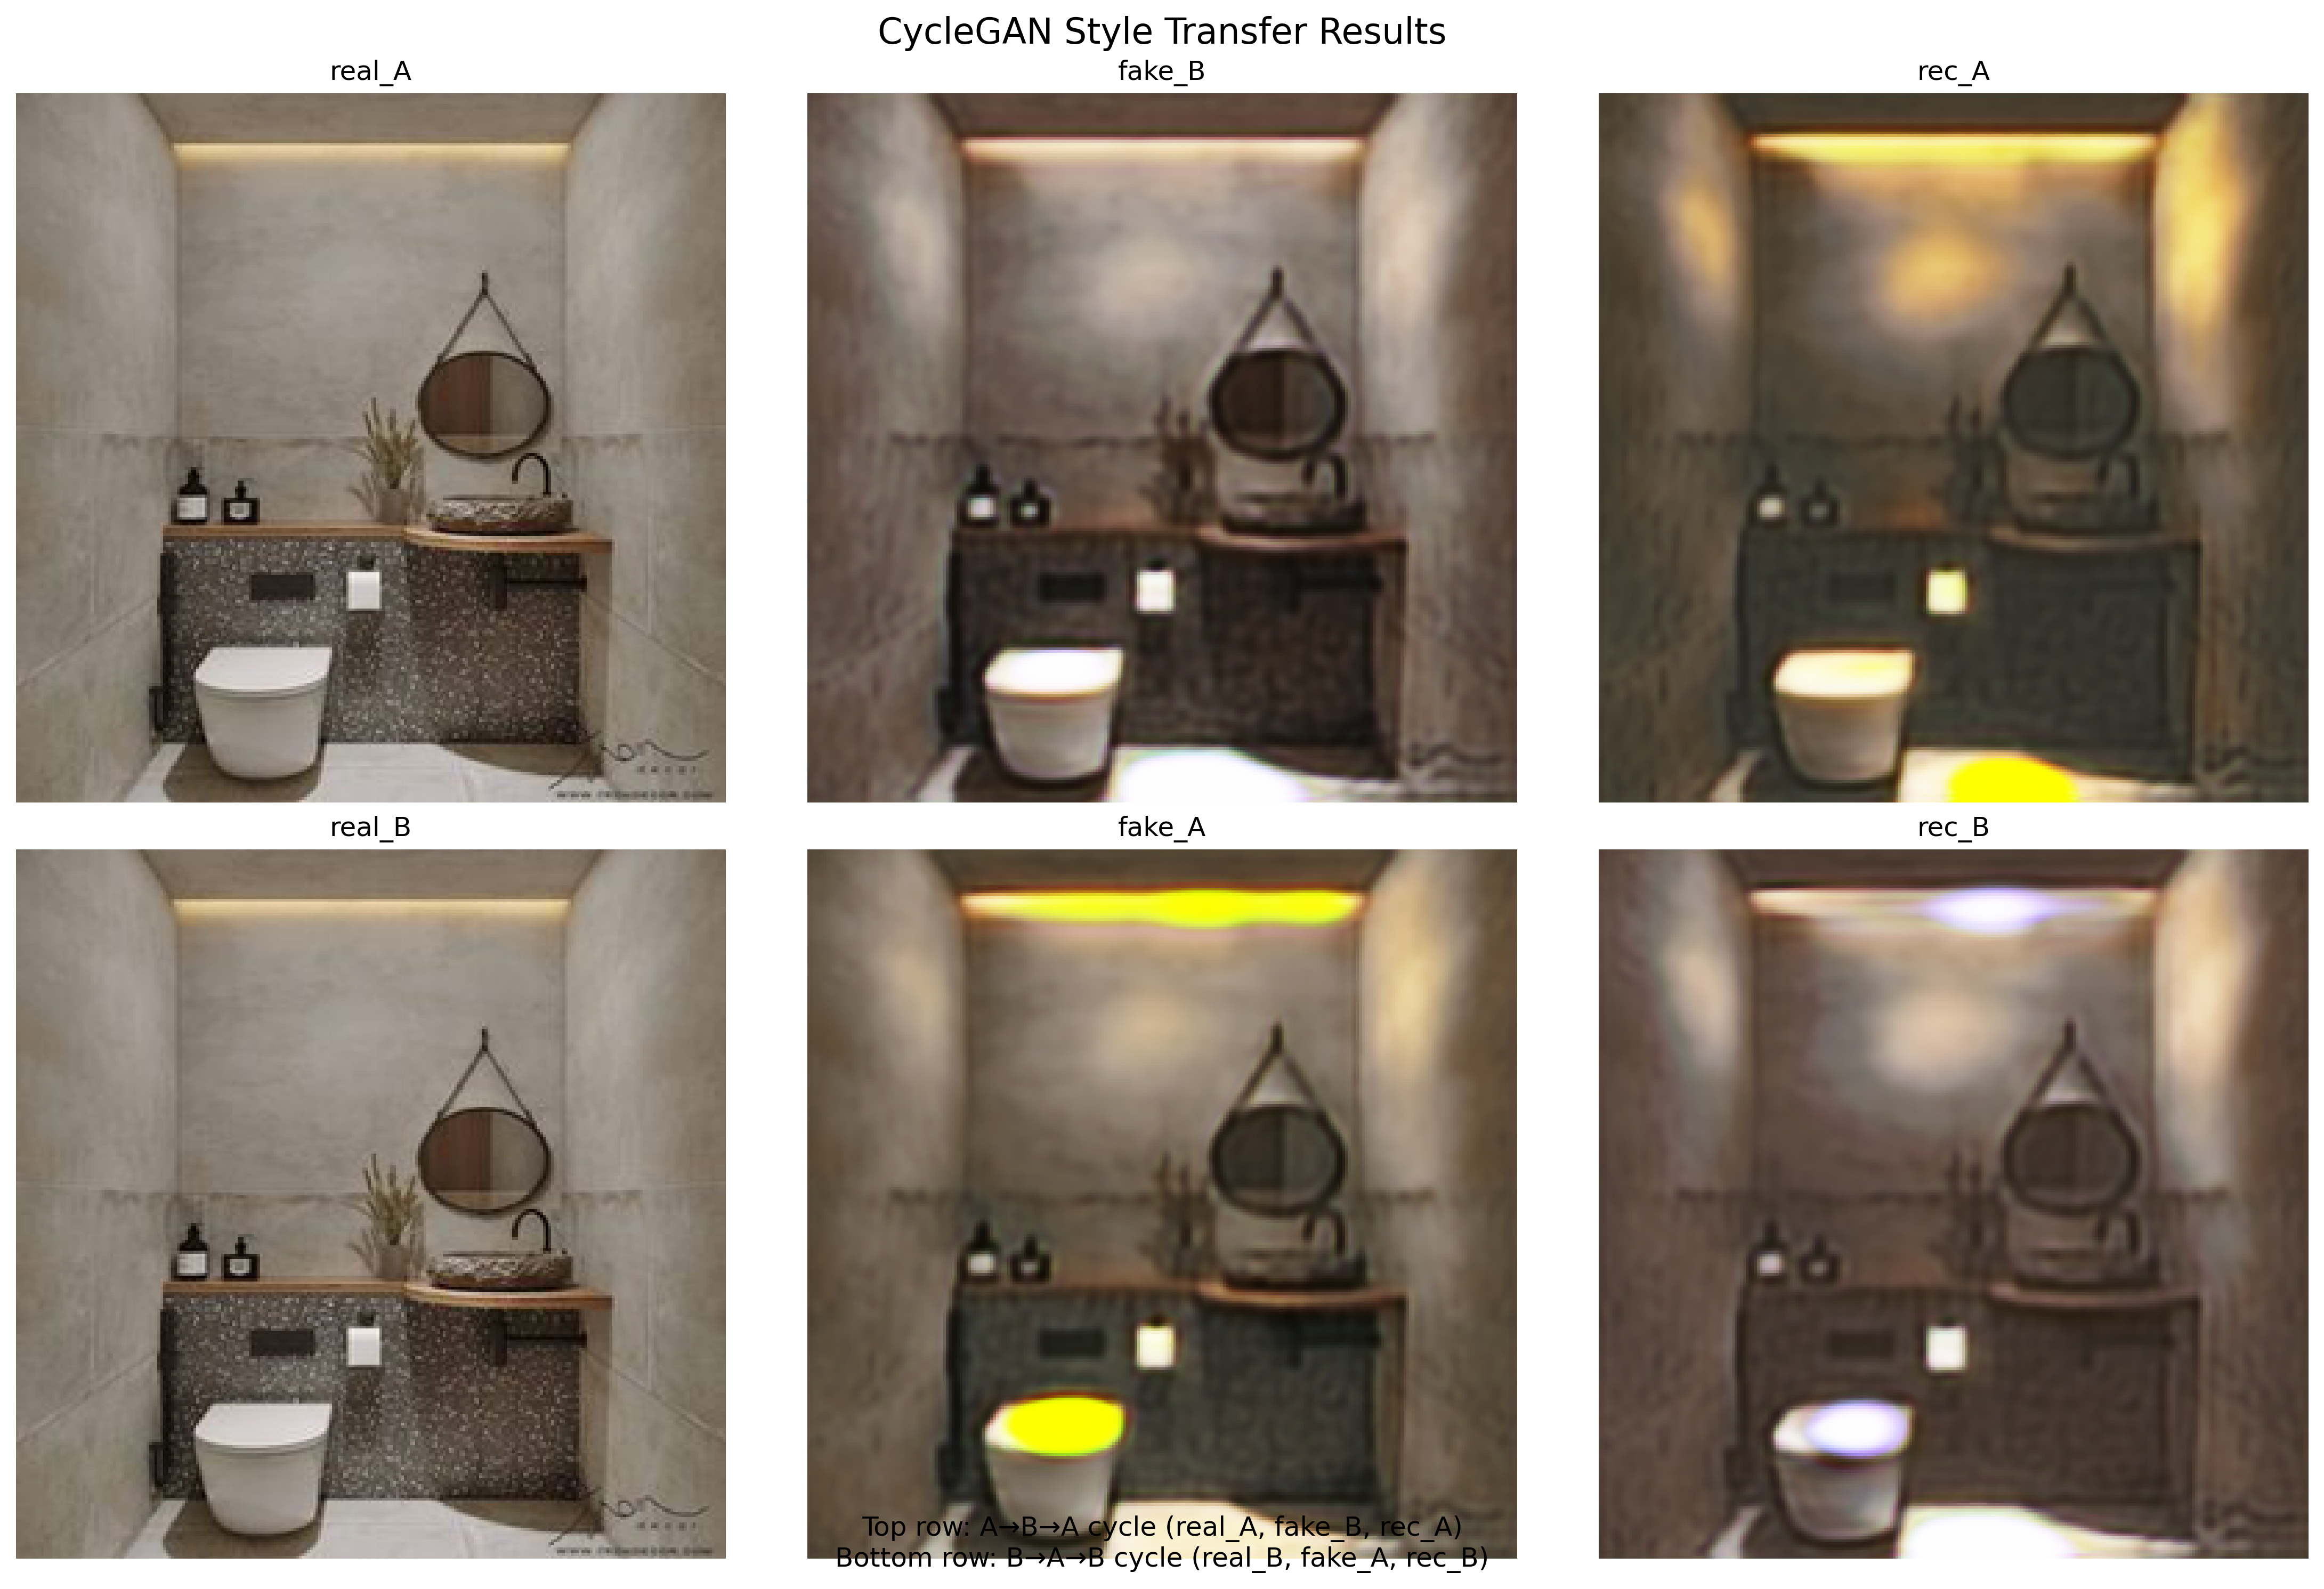 CycleGAN Style Transfer Results
real_A
fake_B
rec_A
real_B
fake_A
rec_B
Top row: A→B→A cycle (real_A, fake_B, rec_A)
Bottom row: B→A→B cycle (real_B, fake_A, rec_B)